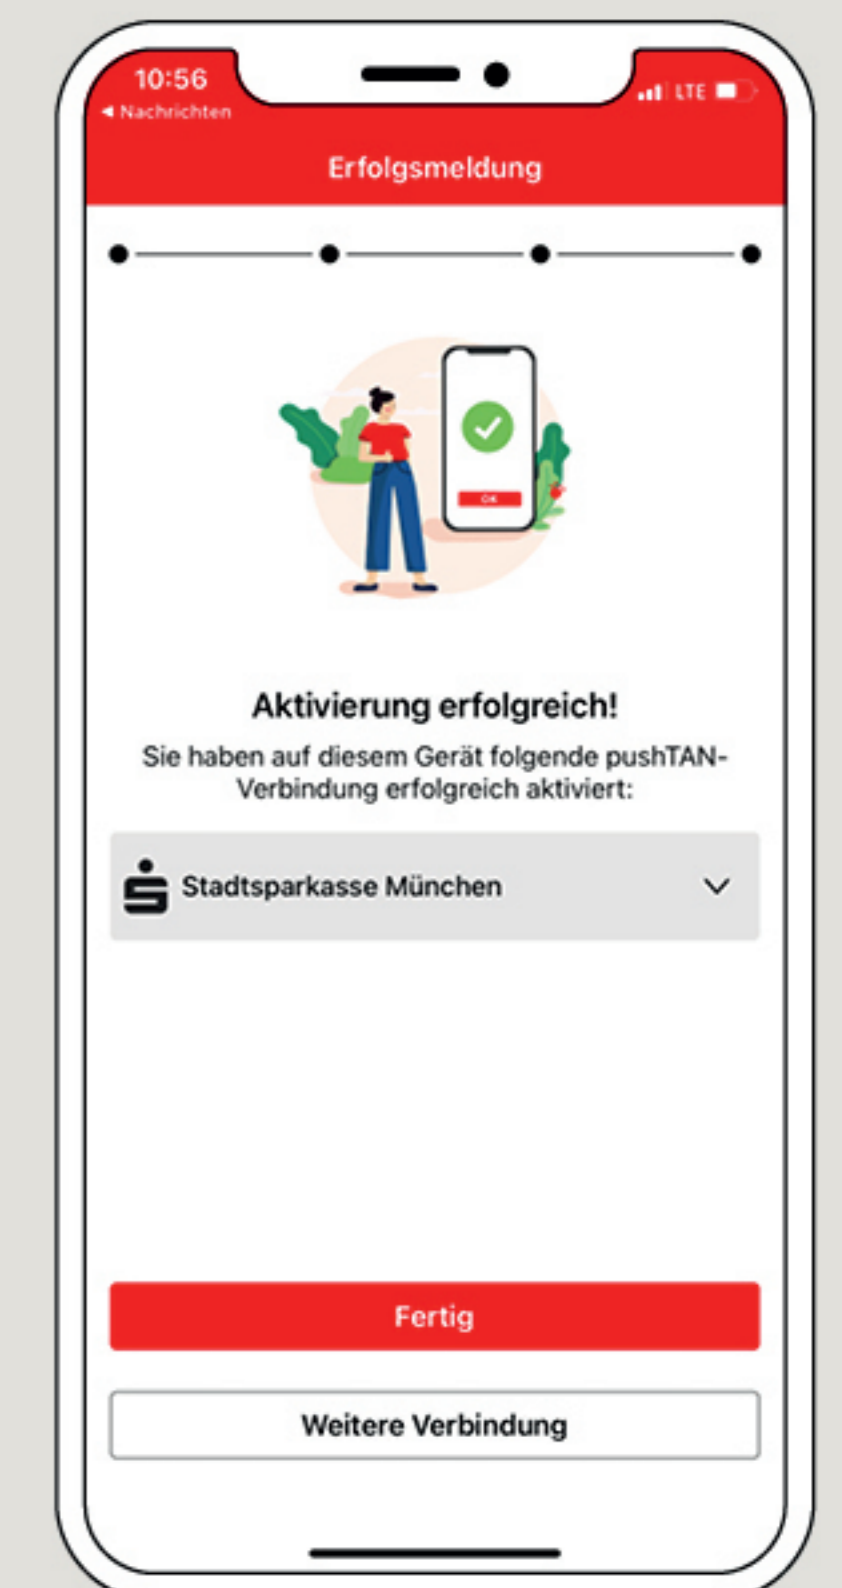 10:56
LTE
◀ Nachrichten
Erfolgsmeldung
OK
Aktivierung erfolgreich!
Sie haben auf diesem Gerät folgende pushTAN-
Verbindung erfolgreich aktiviert:
Stadtsparkasse München
Fertig
Weitere Verbindung